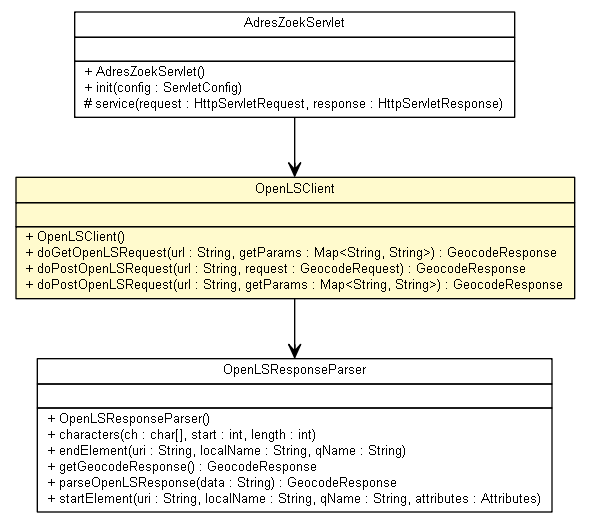 AdresZoekServlet
+ AdresZoekServlet()
+ init(config : ServletConfig)
# service(request : HttpServletRequest, response : HttpServletResponse)
OpenLSClient
+ OpenLSClient()
+ doGetOpenLSRequest(url : String, getParams : Map<String, String>) : GeocodeResponse
+ doPostOpenLSRequest(url : String, request : GeocodeRequest) : GeocodeResponse
+ doPostOpenLSRequest(url : String, getParams : Map<String, String>) : GeocodeResponse
OpenLSResponseParser
+ OpenLSResponseParser()
+ characters(ch : char[], start : int, length : int)
+ endElement(uri : String, localName : String, qName : String)
+ getGeocodeResponse() : GeocodeResponse
+ parseOpenLSResponse(data : String) : GeocodeResponse
+ startElement(uri : String, localName : String, qName : String, attributes : Attributes)